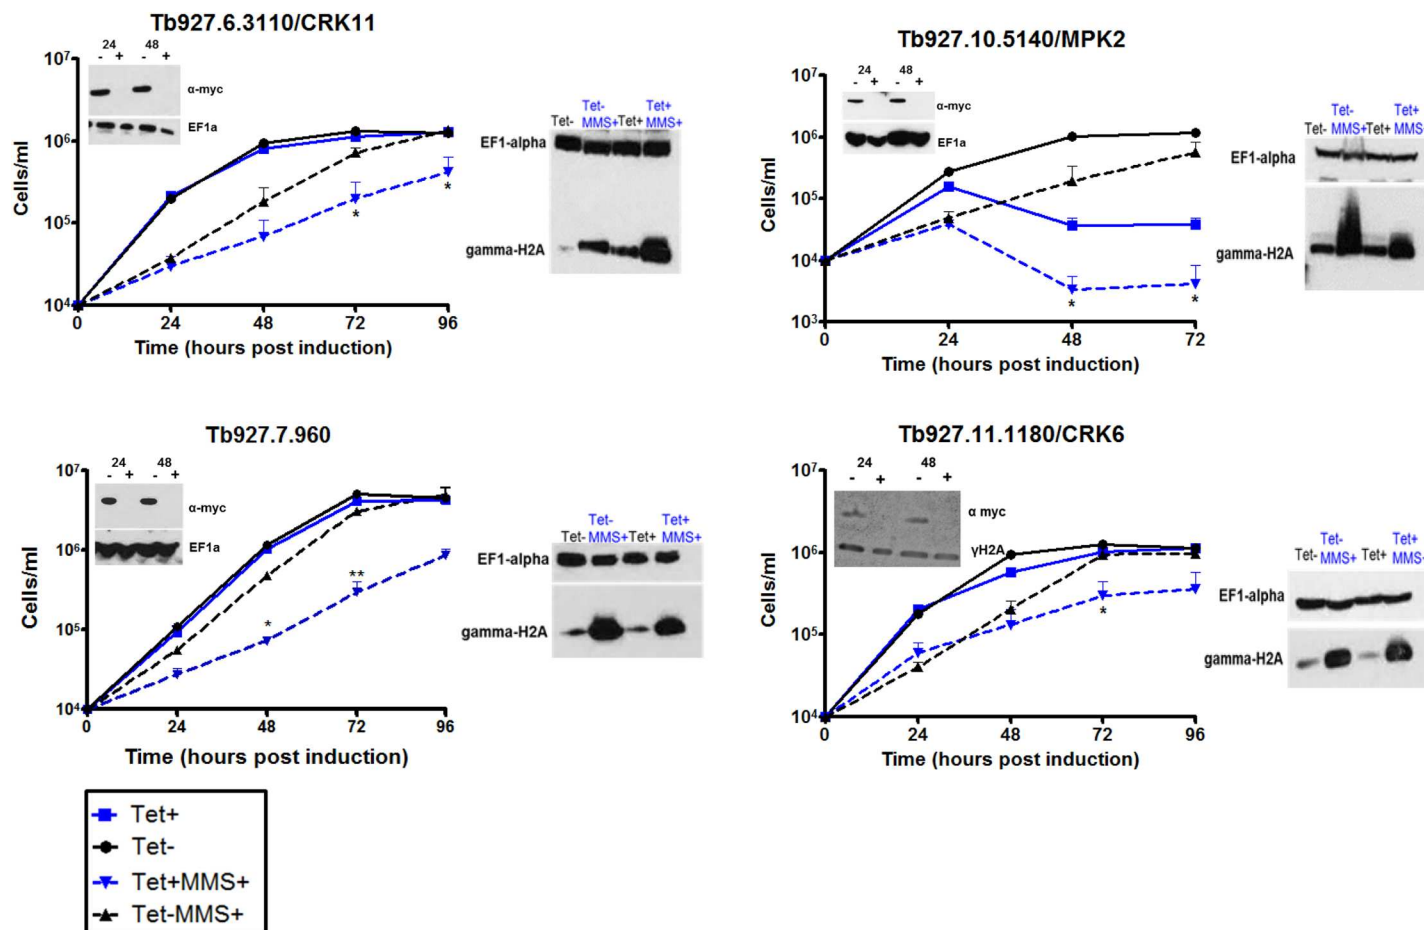 Tb927.6.3110/CRK11
24 48
- + - +
α-myc
EF1a
10⁷
10⁶
10⁵
10⁴
Cells/ml
0 24 48 72 96
Time (hours post induction)
*
*
Tet- Tet-MMS+ Tet+ Tet+MMS+
EF1-alpha
gamma-H2A
Tb927.10.5140/MPK2
24 48
- + - +
α-myc
EF1a
10⁷
10⁶
10⁵
10⁴
10³
Cells/ml
0 24 48 72
Time (hours post induction)
*
*
Tet- Tet-MMS+ Tet+ Tet+MMS+
EF1-alpha
gamma-H2A
Tb927.7.960
24 48
- + - +
α-myc
EF1a
10⁷
10⁶
10⁵
10⁴
Cells/ml
0 24 48 72 96
Time (hours post induction)
*
**
Tet- Tet-MMS+ Tet+ Tet+MMS+
EF1-alpha
gamma-H2A
Tb927.11.1180/CRK6
24 48
- + - +
α myc
γH2A
10⁷
10⁶
10⁵
10⁴
Cells/ml
0 24 48 72 96
Time (hours post induction)
*
Tet- Tet-MMS+ Tet+ Tet+MMS+
EF1-alpha
gamma-H2A
Tet+
Tet-
Tet+MMS+
Tet-MMS+